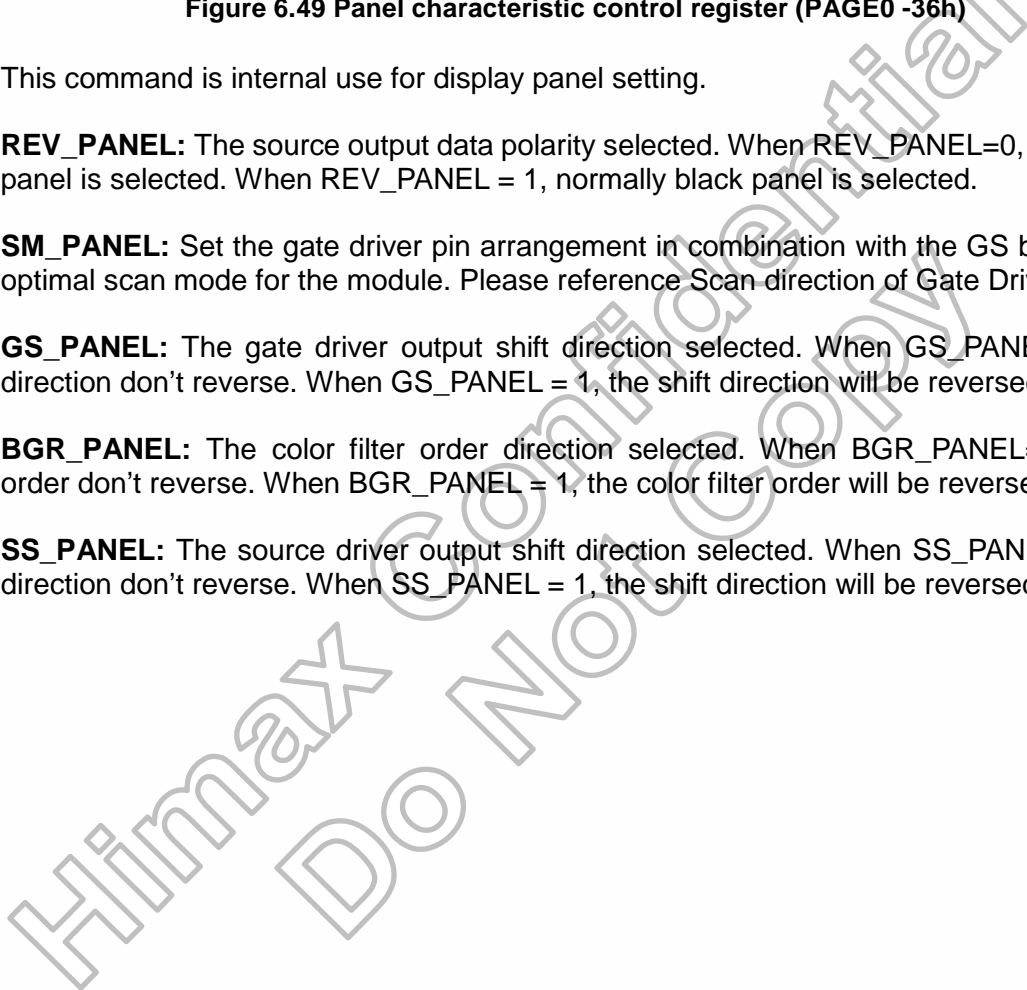 Figure 6.49 Panel characteristic control register (PAGE0 -36h)
This command is internal use for display panel setting.
REV_PANEL: The source output data polarity selected. When REV_PANEL=0,
panel is selected. When REV_PANEL = 1, normally black panel is selected.
SM_PANEL: Set the gate driver pin arrangement in combination with the GS b
optimal scan mode for the module. Please reference Scan direction of Gate Dri
GS_PANEL: The gate driver output shift direction selected. When GS_PANE
direction don't reverse. When GS_PANEL = 1, the shift direction will be reversed
BGR_PANEL: The color filter order direction selected. When BGR_PANEL=
order don't reverse. When BGR_PANEL = 1, the color filter order will be reverse
SS_PANEL: The source driver output shift direction selected. When SS_PAN
direction don't reverse. When SS_PANEL = 1, the shift direction will be reversed
Himax Confidential
Do Not Copy